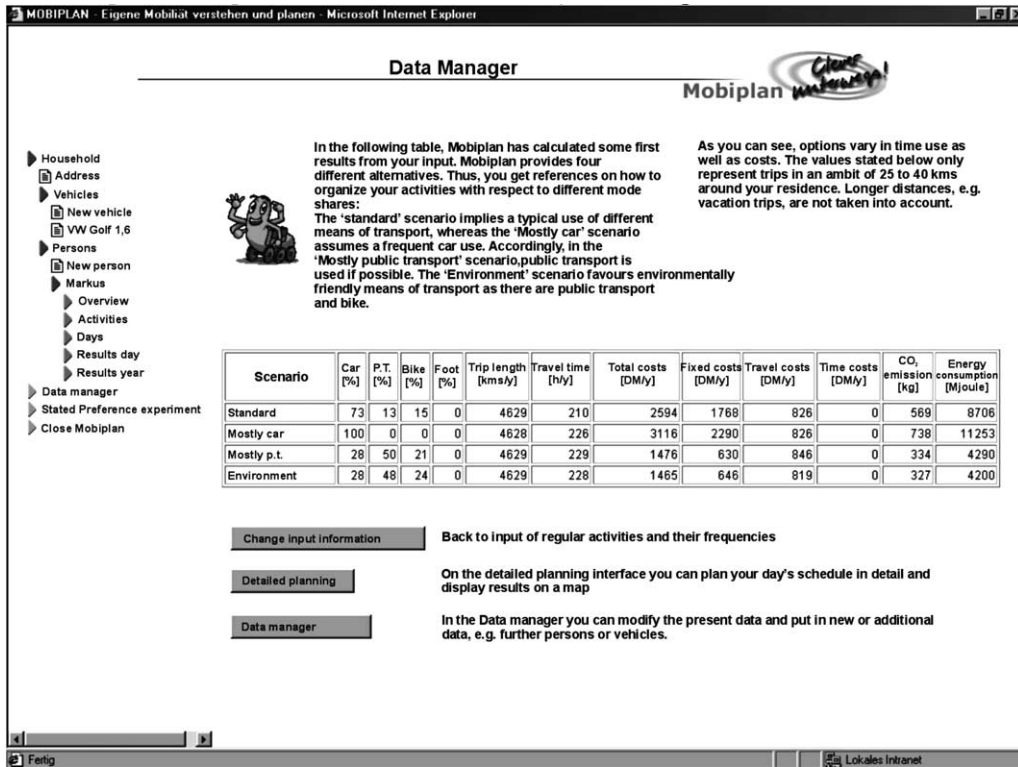 MOBIPLAN - Eigene Mobiliät verstehen und planen - Microsoft Internet Explorer
Data Manager
Mobiplan
Clever
unterwegs!
Household
Address
Vehicles
New vehicle
VW Golf 1,6
Persons
New person
Markus
Overview
Activities
Days
Results day
Results year
Data manager
Stated Preference experiment
Close Mobiplan
In the following table, Mobiplan has calculated some first
results from your input. Mobiplan provides four
different alternatives. Thus, you get references on how to
organize your activities with respect to different mode
shares:
The ‘standard’ scenario implies a typical use of different
means of transport, whereas the ‘Mostly car’ scenario
assumes a frequent car use. Accordingly, in the
‘Mostly public transport’ scenario,public transport is
used if possible. The ‘Environment’ scenario favours environmentally
friendly means of transport as there are public transport
and bike.
As you can see, options vary in time use as
well as costs. The values stated below only
represent trips in an ambit of 25 to 40 kms
around your residence. Longer distances, e.g.
vacation trips, are not taken into account.
Scenario Car [%] P.T. [%] Bike [%] Foot [%] Trip length [kms/y] Travel time [h/y] Total costs [DM/y] Fixed costs [DM/y] Travel costs [DM/y] Time costs [DM/y] CO, emission [kg] Energy consumption [Mjoule]
Standard 73 13 15 0 4629 210 2594 1768 826 0 569 8706
Mostly car 100 0 0 0 4628 226 3116 2290 826 0 738 11253
Mostly p.t. 28 50 21 0 4629 229 1476 630 846 0 334 4290
Environment 28 48 24 0 4629 228 1465 646 819 0 327 4200
Change input information
Back to input of regular activities and their frequencies
Detailed planning
On the detailed planning interface you can plan your day's schedule in detail and
display results on a map
Data manager
In the Data manager you can modify the present data and put in new or additional
data, e.g. further persons or vehicles.
Fertig
Lokales Intranet